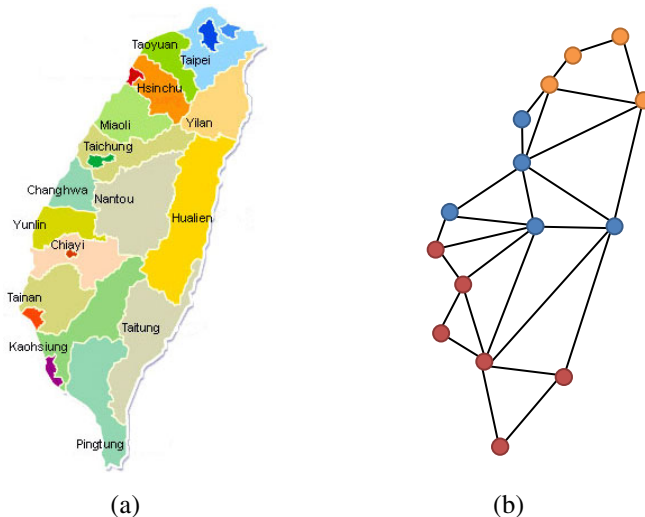 Taoyuan
Taipei
Hsinchu
Miaoli
Yilan
Taichung
Changhwa
Nantou
Hualien
Yunlin
Chiayi
Tainan
Taitung
Kaohsiung
Pingtung
(a)
(b)